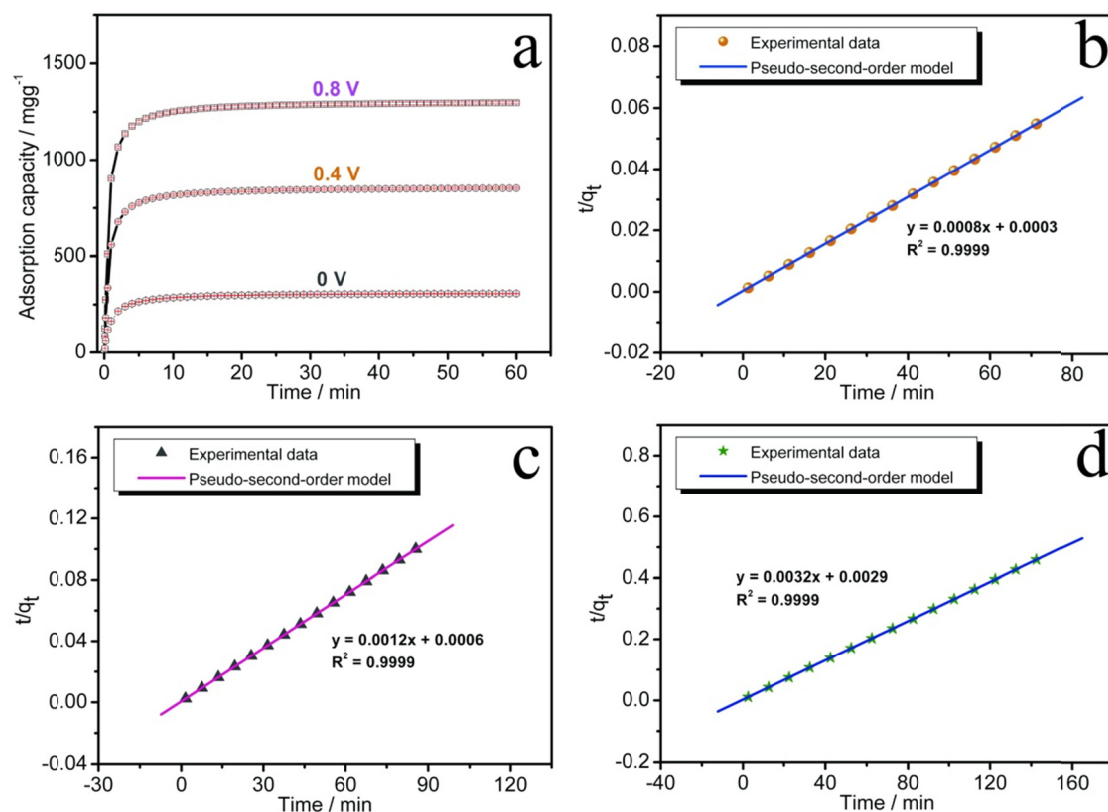 a
1500
1000
500
0
0.8 V
0.4 V
0 V
0 10 20 30 40 50 60
Time / min
Adsorption capacity / mgg⁻¹
b
Experimental data
Pseudo-second-order model
0.08
0.06
0.04
0.02
0.00
-0.02
y = 0.0008x + 0.0003
R² = 0.9999
-20 0 20 40 60 80
Time / min
t/qt
c
Experimental data
Pseudo-second-order model
0.16
0.12
0.08
0.04
0.00
-0.04
y = 0.0012x + 0.0006
R² = 0.9999
-30 0 30 60 90 120
Time / min
t/qt
d
Experimental data
Pseudo-second-order model
0.8
0.6
0.4
0.2
0.0
-0.2
y = 0.0032x + 0.0029
R² = 0.9999
-40 0 40 80 120 160
Time / min
t/qt